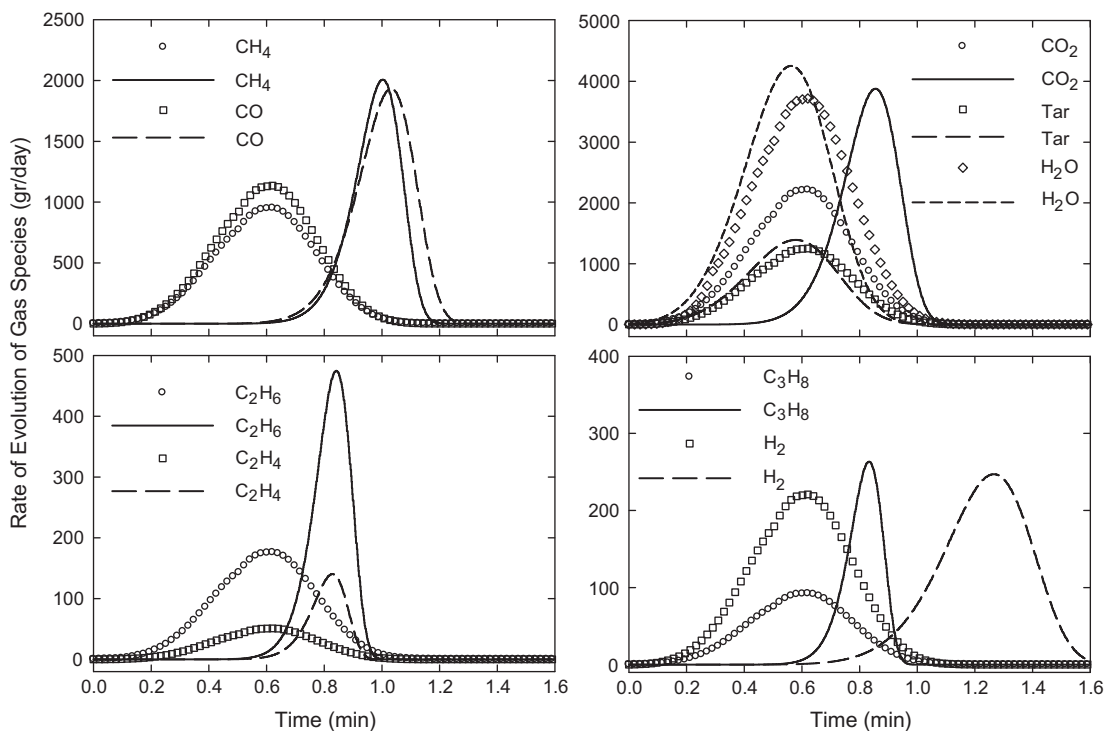 Rate of Evolution of Gas Species (gr/day)
2500
2000
1500
1000
500
0
CH4
CH4
CO
CO
5000
4000
3000
2000
1000
0
CO2
CO2
Tar
Tar
H2O
H2O
500
400
300
200
100
0
C2H6
C2H6
C2H4
C2H4
0.0 0.2 0.4 0.6 0.8 1.0 1.2 1.4 1.6
Time (min)
400
300
200
100
0
C3H8
C3H8
H2
H2
0.0 0.2 0.4 0.6 0.8 1.0 1.2 1.4 1.6
Time (min)